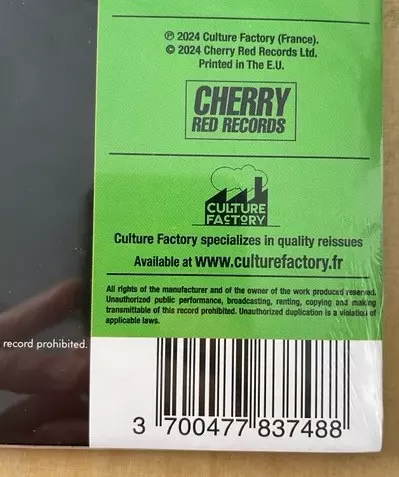 ℗ 2024 Culture Factory (France).
© 2024 Cherry Red Records Ltd.
Printed in The E.U.
CHERRY
RED RECORDS
CULTURE
FACTORY
Culture Factory specializes in quality reissues
Available at www.culturefactory.fr
All rights of the manufacturer and of the owner of the work produced reserved.
Unauthorized public performance, broadcasting, renting, copying and making
transmittable of this record prohibited. Unauthorized duplication is a violation of
applicable laws.
record prohibited.
3 700477 837488